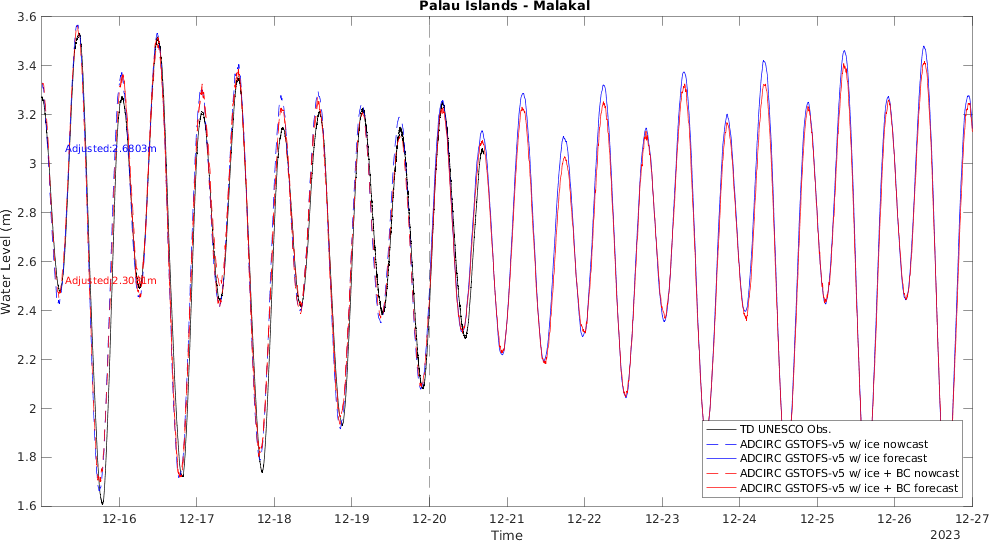 Palau Islands - Malakal
3.6
3.4
3.2
3
2.8
2.6
2.4
2.2
2
1.8
1.6
Water Level (m)
Adjusted:2.6803m
TD UNESCO Obs.
ADCIRC GSTOFS-v5 w/ ice nowcast
ADCIRC GSTOFS-v5 w/ ice forecast
ADCIRC GSTOFS-v5 w/ ice + BC nowcast
ADCIRC GSTOFS-v5 w/ ice + BC forecast
12-16
12-17
12-18
12-19
12-20
12-21
12-22
12-23
12-24
12-25
12-26
12-27
Time
2023